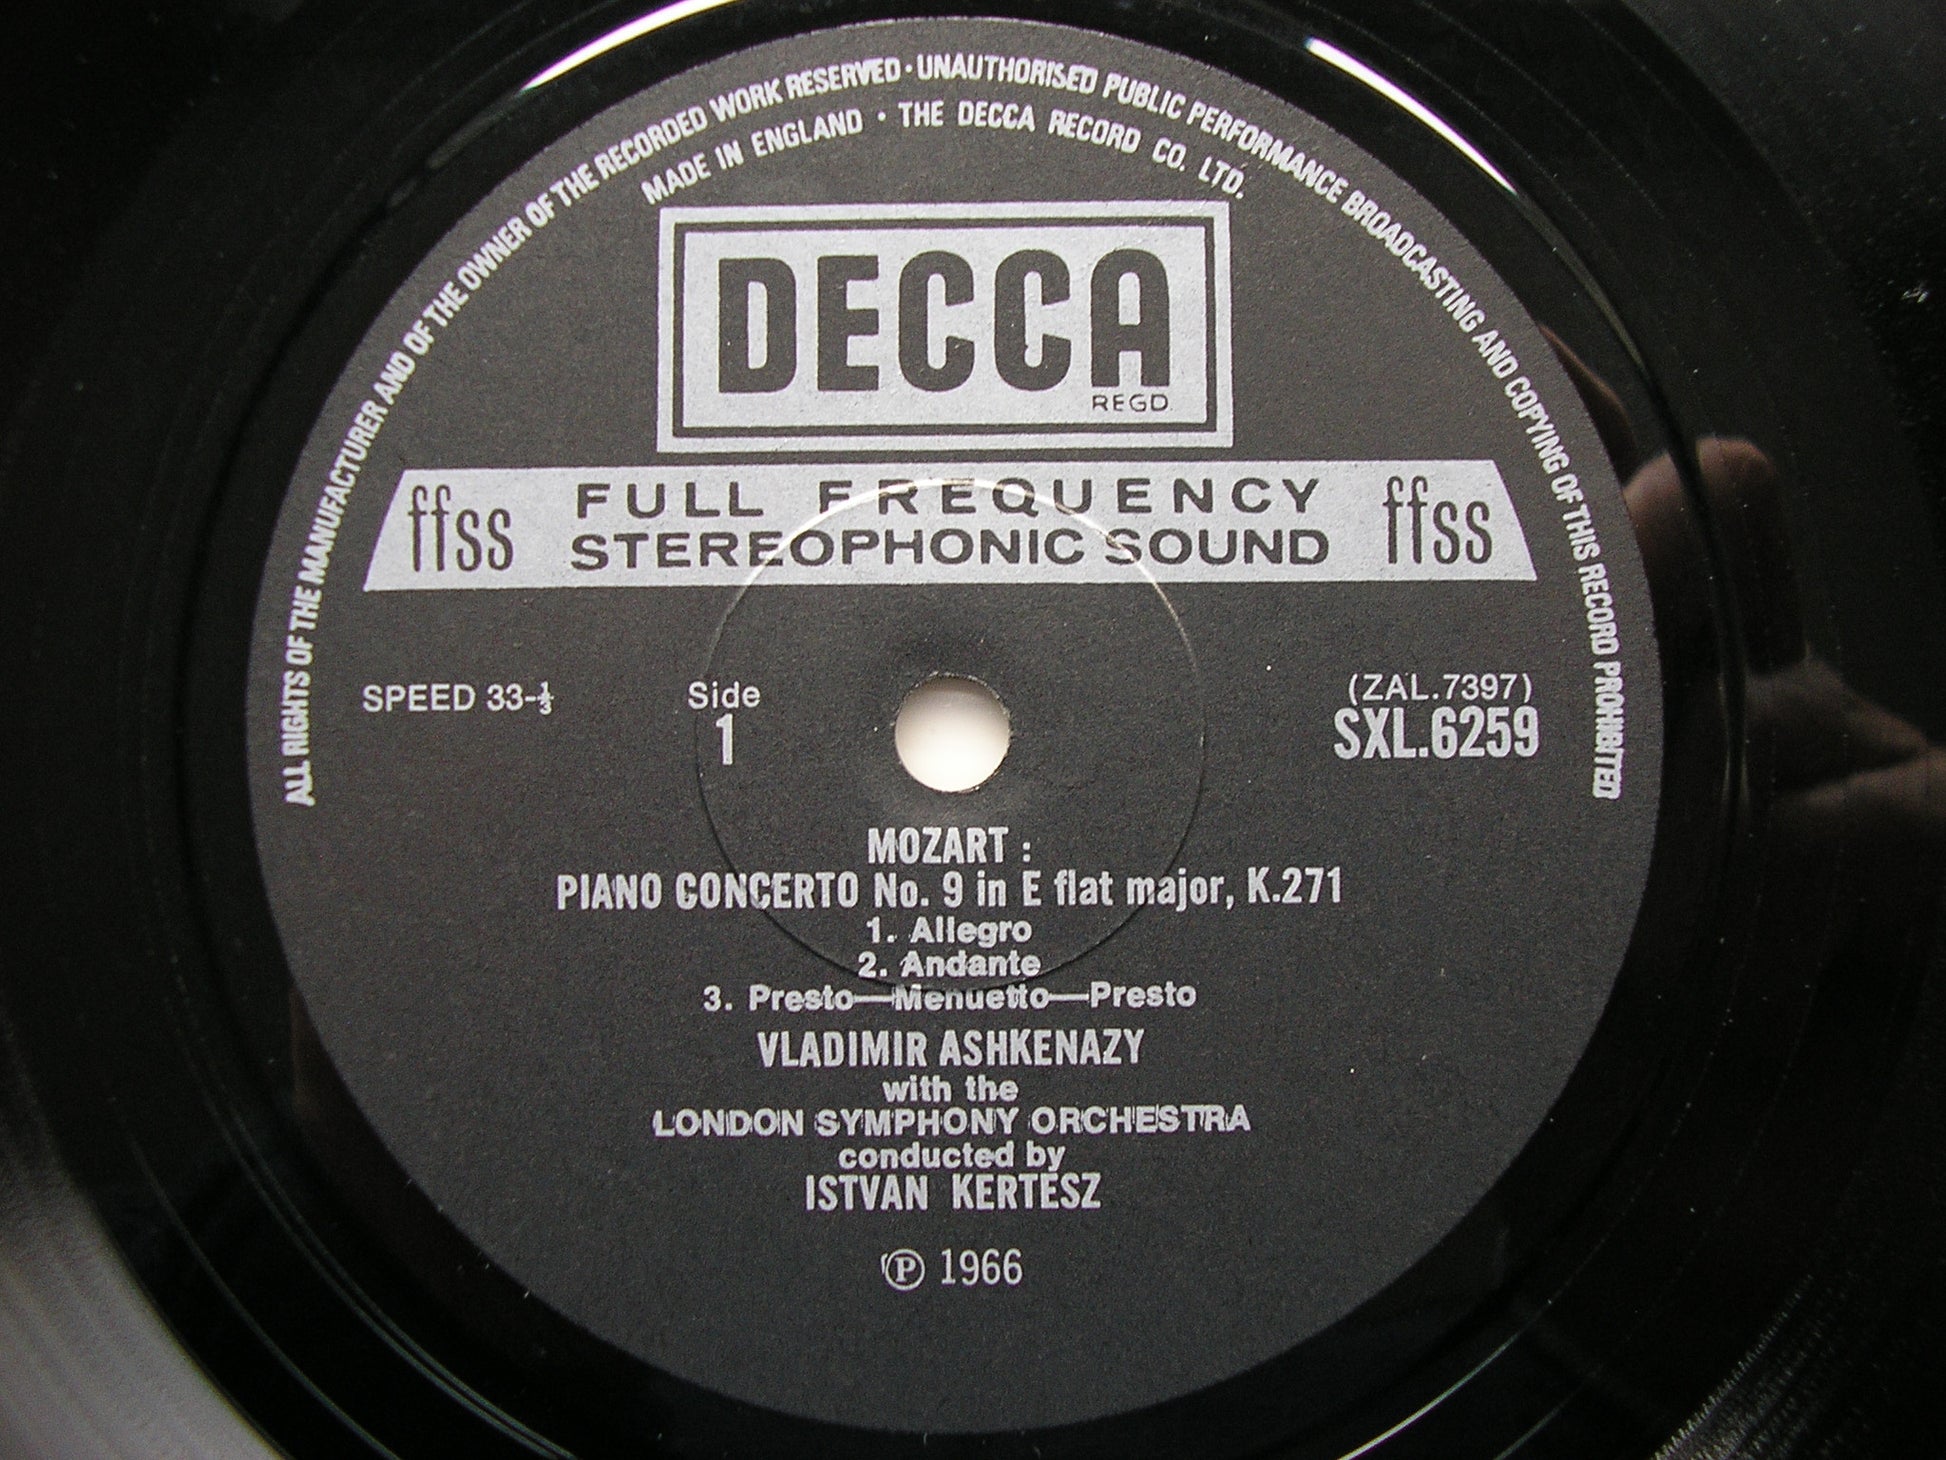 ALL RIGHTS OF THE MANUFACTURER AND OF THE OWNER OF THE RECORDED WORK RESERVED · UNAUTHORISED PUBLIC PERFORMANCE BROADCASTING AND COPYING OF THIS RECORD PROHIBITED
MADE IN ENGLAND · THE DECCA RECORD CO. LTD.
DECCA
REGD.
ffss FULL FREQUENCY ffss
STEREOPHONIC SOUND
SPEED 33-⅓
Side
1
(ZAL.7397)
SXL.6259
MOZART :
PIANO CONCERTO No. 9 in E flat major, K.271
1. Allegro
2. Andante
3. Presto—Menuetto—Presto
VLADIMIR ASHKENAZY
with the
LONDON SYMPHONY ORCHESTRA
conducted by
ISTVAN KERTESZ
℗ 1966